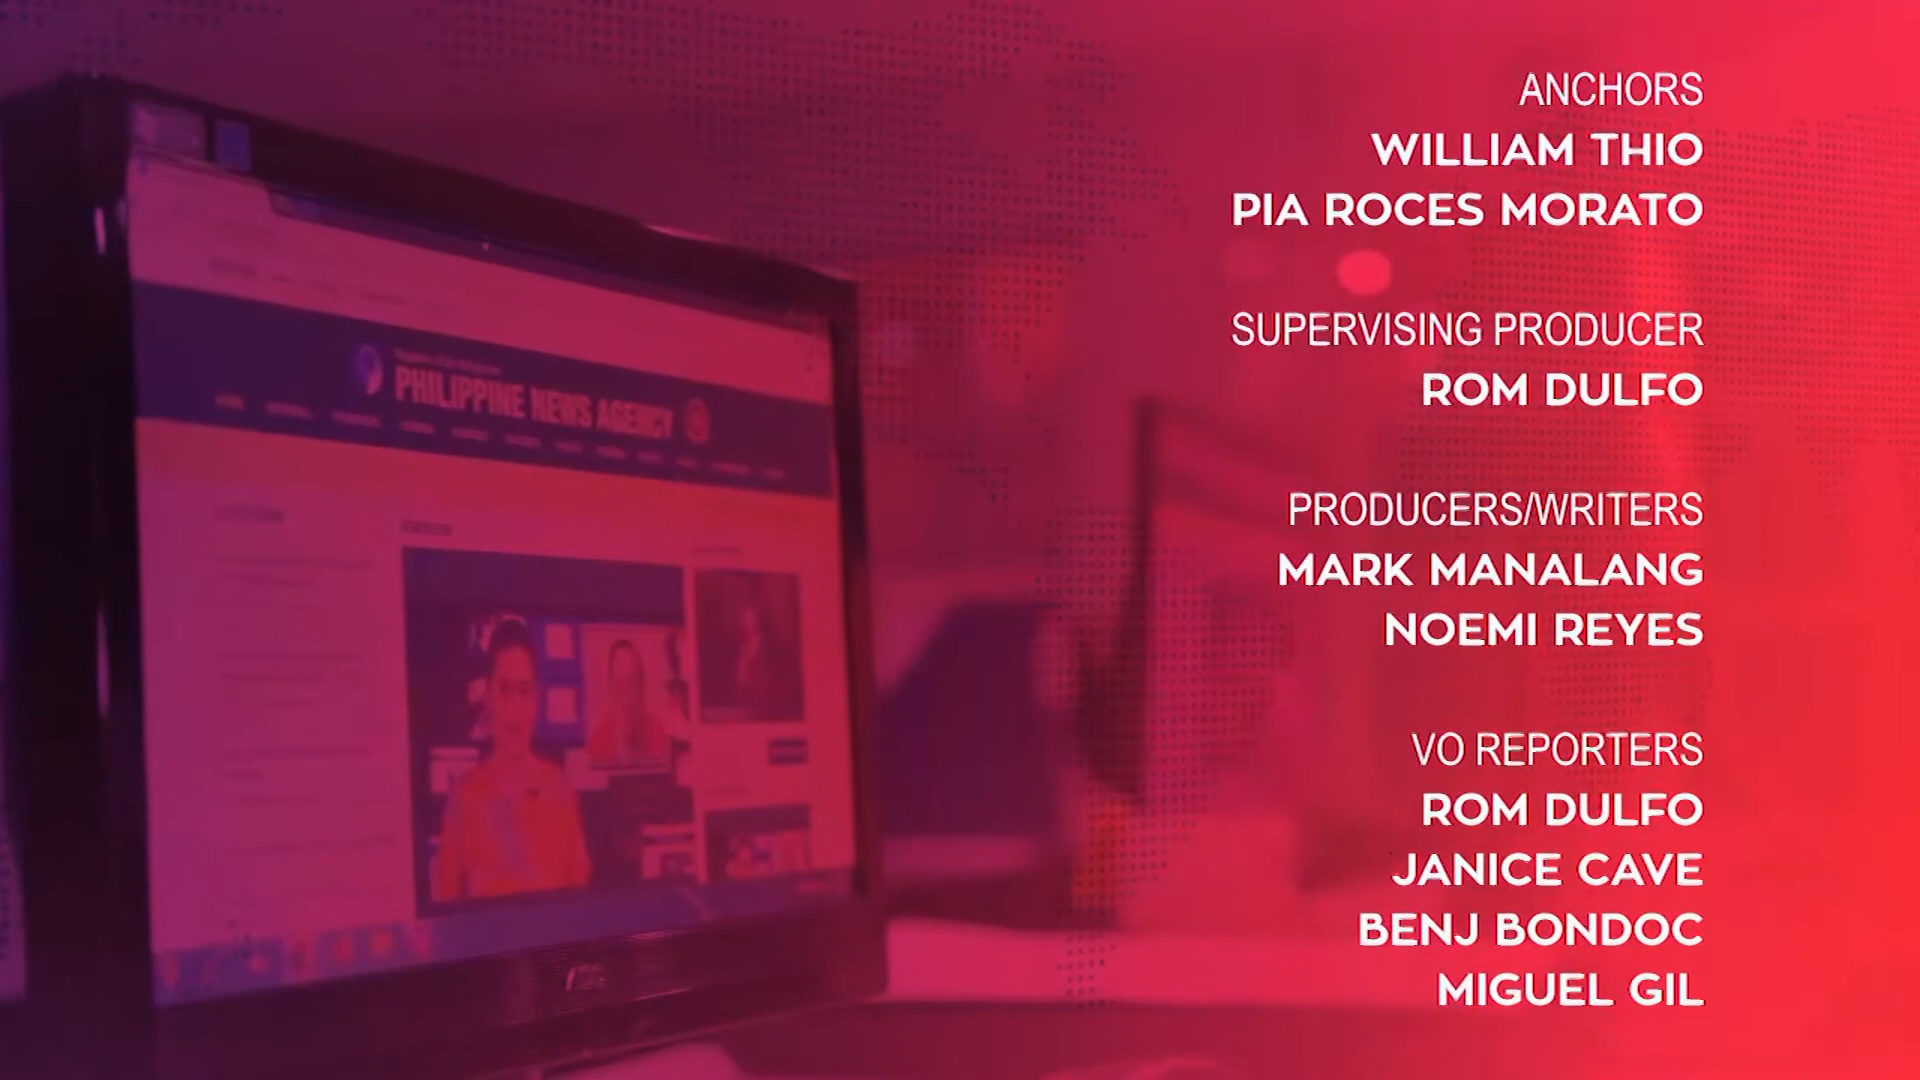 ANCHORS
WILLIAM THIO
PIA ROCES MORATO
SUPERVISING PRODUCER
ROM DULFO
PRODUCERS/WRITERS
MARK MANALANG
NOEMI REYES
VO REPORTERS
ROM DULFO
JANICE CAVE
BENJ BONDOC
MIGUEL GIL
PHILIPPINE NEWS AGENCY